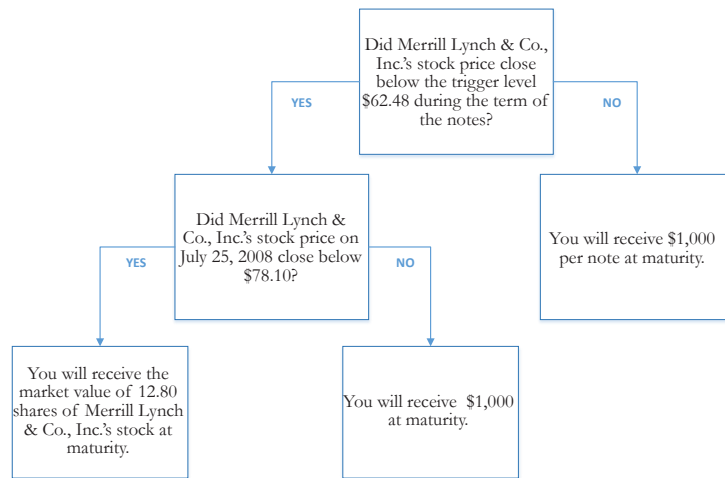 Did Merrill Lynch & Co.,
Inc.'s stock price close
below the trigger level
$62.48 during the term of
the notes?
YES
NO
Did Merrill Lynch &
Co., Inc.'s stock price on
July 25, 2008 close below
$78.10?
You will receive $1,000
per note at maturity.
YES
NO
You will receive the
market value of 12.80
shares of Merrill Lynch
& Co., Inc.'s stock at
maturity.
You will receive $1,000
at maturity.